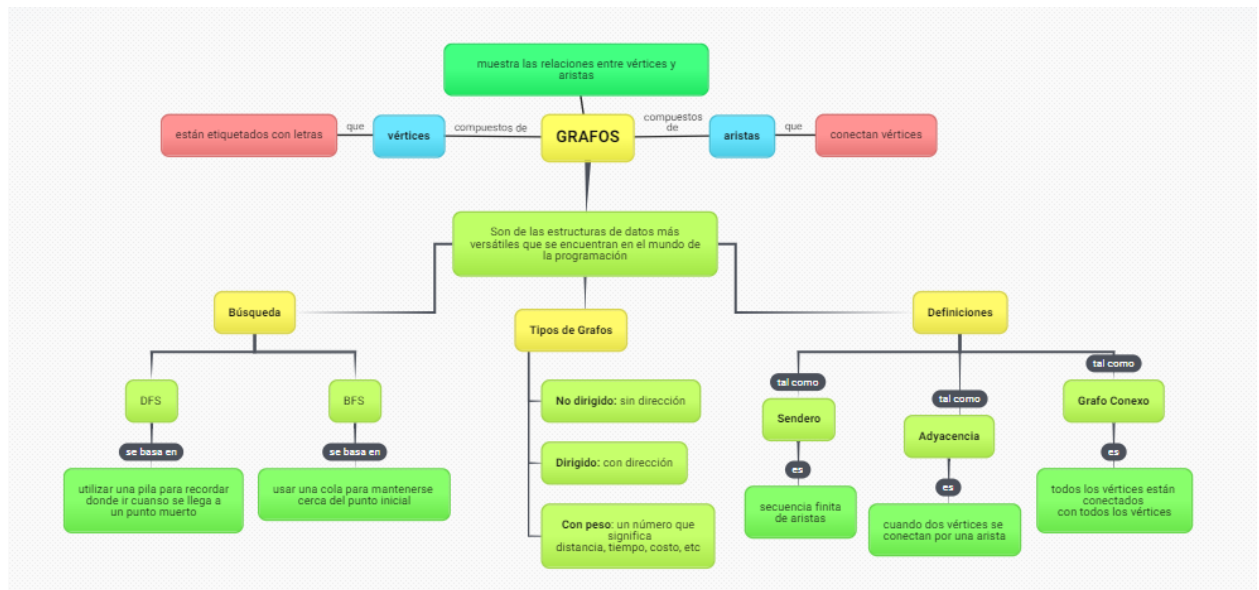 muestra las relaciones entre vértices y
aristas
están etiquetados con letras
que
vértices
compuestos de
GRAFOS
compuestos
de
aristas
que
conectan vértices
Son de las estructuras de datos más
versátiles que se encuentran en el mundo de
la programación
Búsqueda
DFS
se basa en
utilizar una pila para recordar
donde ir cuanso se llega a
un punto muerto
BFS
se basa en
usar una cola para mantenerse
cerca del punto inicial
Tipos de Grafos
No dirigido: sin dirección
Dirigido: con dirección
Con peso: un número que
significa
distancia, tiempo, costo, etc
Definiciones
tal como
Sendero
es
secuencia finita
de aristas
tal como
Adyacencia
es
cuando dos vértices se
conectan por una arista
tal como
Grafo Conexo
es
todos los vértices están
conectados
con todos los vértices